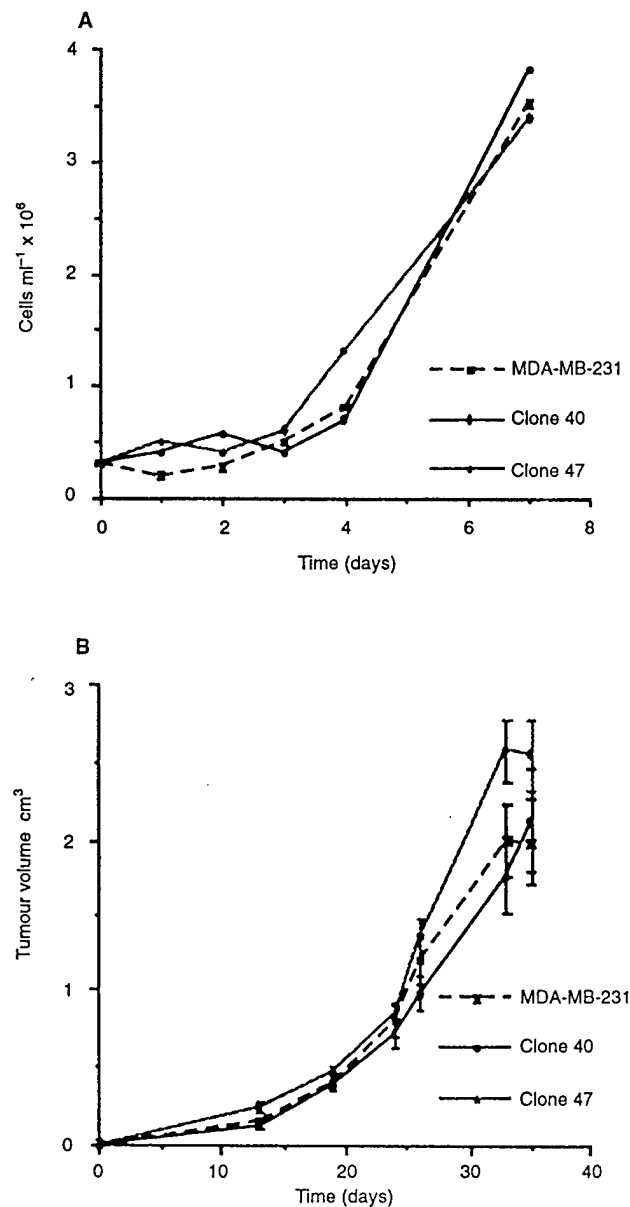 A
4
3
2
1
0
Cells ml⁻¹ x 10⁶
MDA-MB-231
Clone 40
Clone 47
0 2 4 6 8
Time (days)
B
3
2
1
0
Tumour volume cm³
MDA-MB-231
Clone 40
Clone 47
0 10 20 30 40
Time (days)